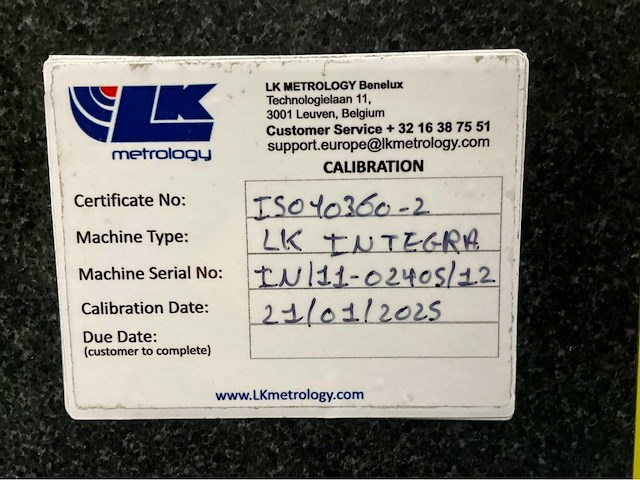 LK
metrology
LK METROLOGY Benelux
Technologielaan 11,
3001 Leuven, Belgium
Customer Service + 32 16 38 75 51
support.europe@lkmetrology.com
CALIBRATION
Certificate No: ISO10360-2
Machine Type: LK INTEGRA
Machine Serial No: IN/11-02405/12
Calibration Date: 21/01/2025
Due Date:
(customer to complete)
www.LKmetrology.com